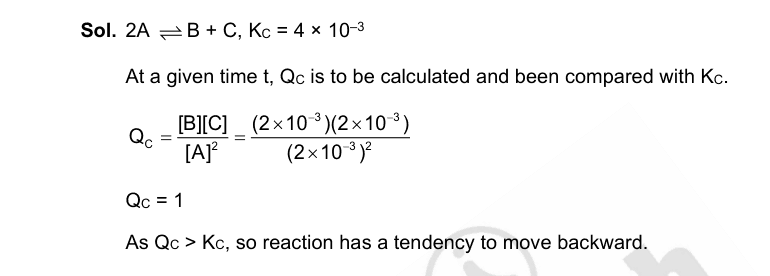 Sol. 2A ⇌ B + C, KC = 4 × 10⁻³
At a given time t, QC is to be calculated and been compared with KC.
QC = [B][C] / [A]² = (2×10⁻³)(2×10⁻³) / (2×10⁻³)²
QC = 1
As QC > KC, so reaction has a tendency to move backward.